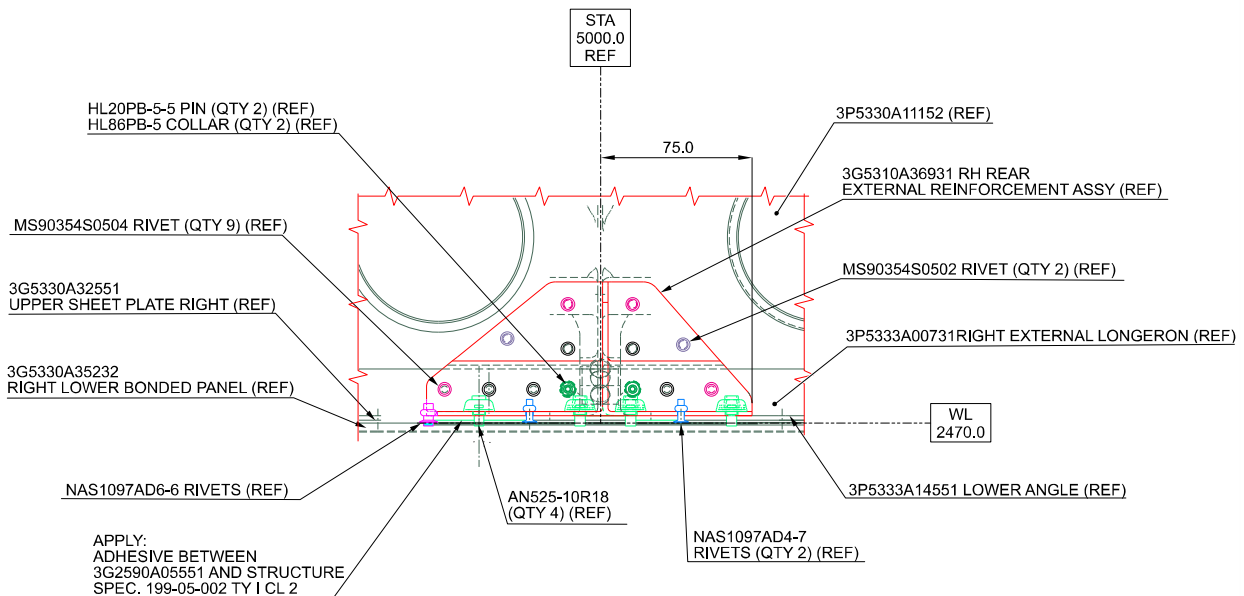 STA
5000.0
REF
HL20PB-5-5 PIN (QTY 2) (REF)
HL86PB-5 COLLAR (QTY 2) (REF)
3P5330A11152 (REF)
75.0
3G5310A36931 RH REAR
EXTERNAL REINFORCEMENT ASSY (REF)
MS90354S0504 RIVET (QTY 9) (REF)
MS90354S0502 RIVET (QTY 2) (REF)
3G5330A32551
UPPER SHEET PLATE RIGHT (REF)
3P5333A00731RIGHT EXTERNAL LONGERON (REF)
3G5330A35232
RIGHT LOWER BONDED PANEL (REF)
WL
2470.0
NAS1097AD6-6 RIVETS (REF)
AN525-10R18
(QTY 4) (REF)
3P5333A14551 LOWER ANGLE (REF)
NAS1097AD4-7
RIVETS (QTY 2) (REF)
APPLY:
ADHESIVE BETWEEN
3G2590A05551 AND STRUCTURE
SPEC. 199-05-002 TY I CL 2